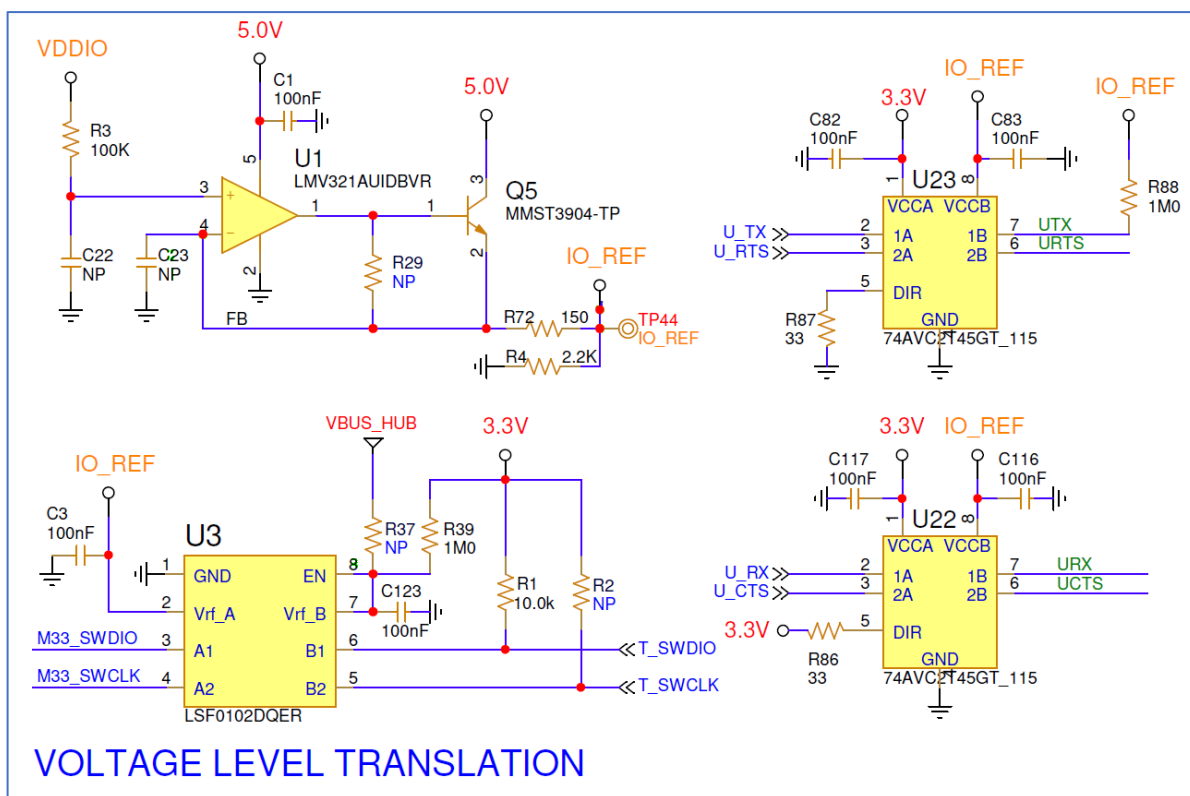 VDDIO
R3
100K
C22
NP
C23
NP
5.0V
C1
100nF
5
U1
LMV321AUIDBVR
3
+
4
−
1
2
R29
NP
FB
5.0V
3
1
Q5
MMST3904-TP
2
IO_REF
R72
150
TP44
IO_REF
R4
2.2K
IO_REF
3.3V
IO_REF
C82
100nF
C83
100nF
R88
1M0
1
U23
8
VCCA
VCCB
U_TX
2
1A
1B
7
UTX
U_RTS
3
2A
2B
6
URTS
5
DIR
R87
33
GND
74AVC2T45GT_115
IO_REF
C3
100nF
U3
VBUS_HUB
3.3V
R37
NP
R39
1M0
R1
10.0k
R2
NP
1
GND
EN
8
2
Vrf_A
Vrf_B
7
C123
100nF
M33_SWDIO
3
A1
B1
6
T_SWDIO
M33_SWCLK
4
A2
B2
5
T_SWCLK
LSF0102DQER
3.3V
IO_REF
C117
100nF
C116
100nF
1
U22
8
VCCA
VCCB
U_RX
2
1A
1B
7
URX
U_CTS
3
2A
2B
6
UCTS
3.3V
R86
33
5
DIR
GND
74AVC2T45GT_115
VOLTAGE LEVEL TRANSLATION